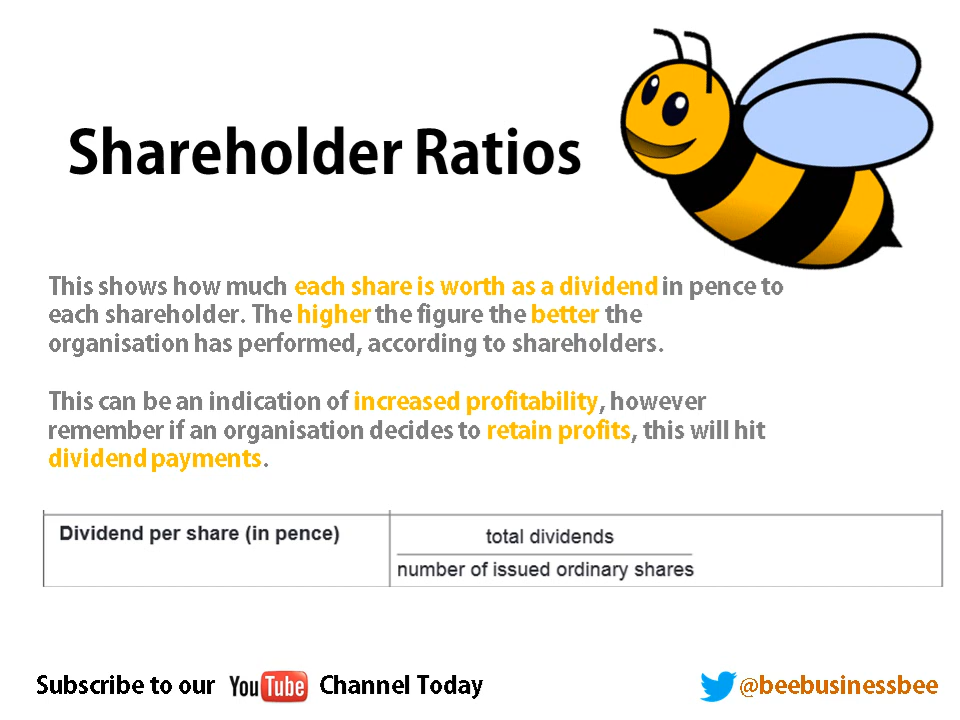 Shareholder Ratios
This shows how much each share is worth as a dividend in pence to
each shareholder. The higher the figure the better the
organisation has performed, according to shareholders.
This can be an indication of increased profitability, however
remember if an organisation decides to retain profits, this will hit
dividend payments.
Dividend per share (in pence)
total dividends
number of issued ordinary shares
Subscribe to our YouTube Channel Today
@beebusinessbee